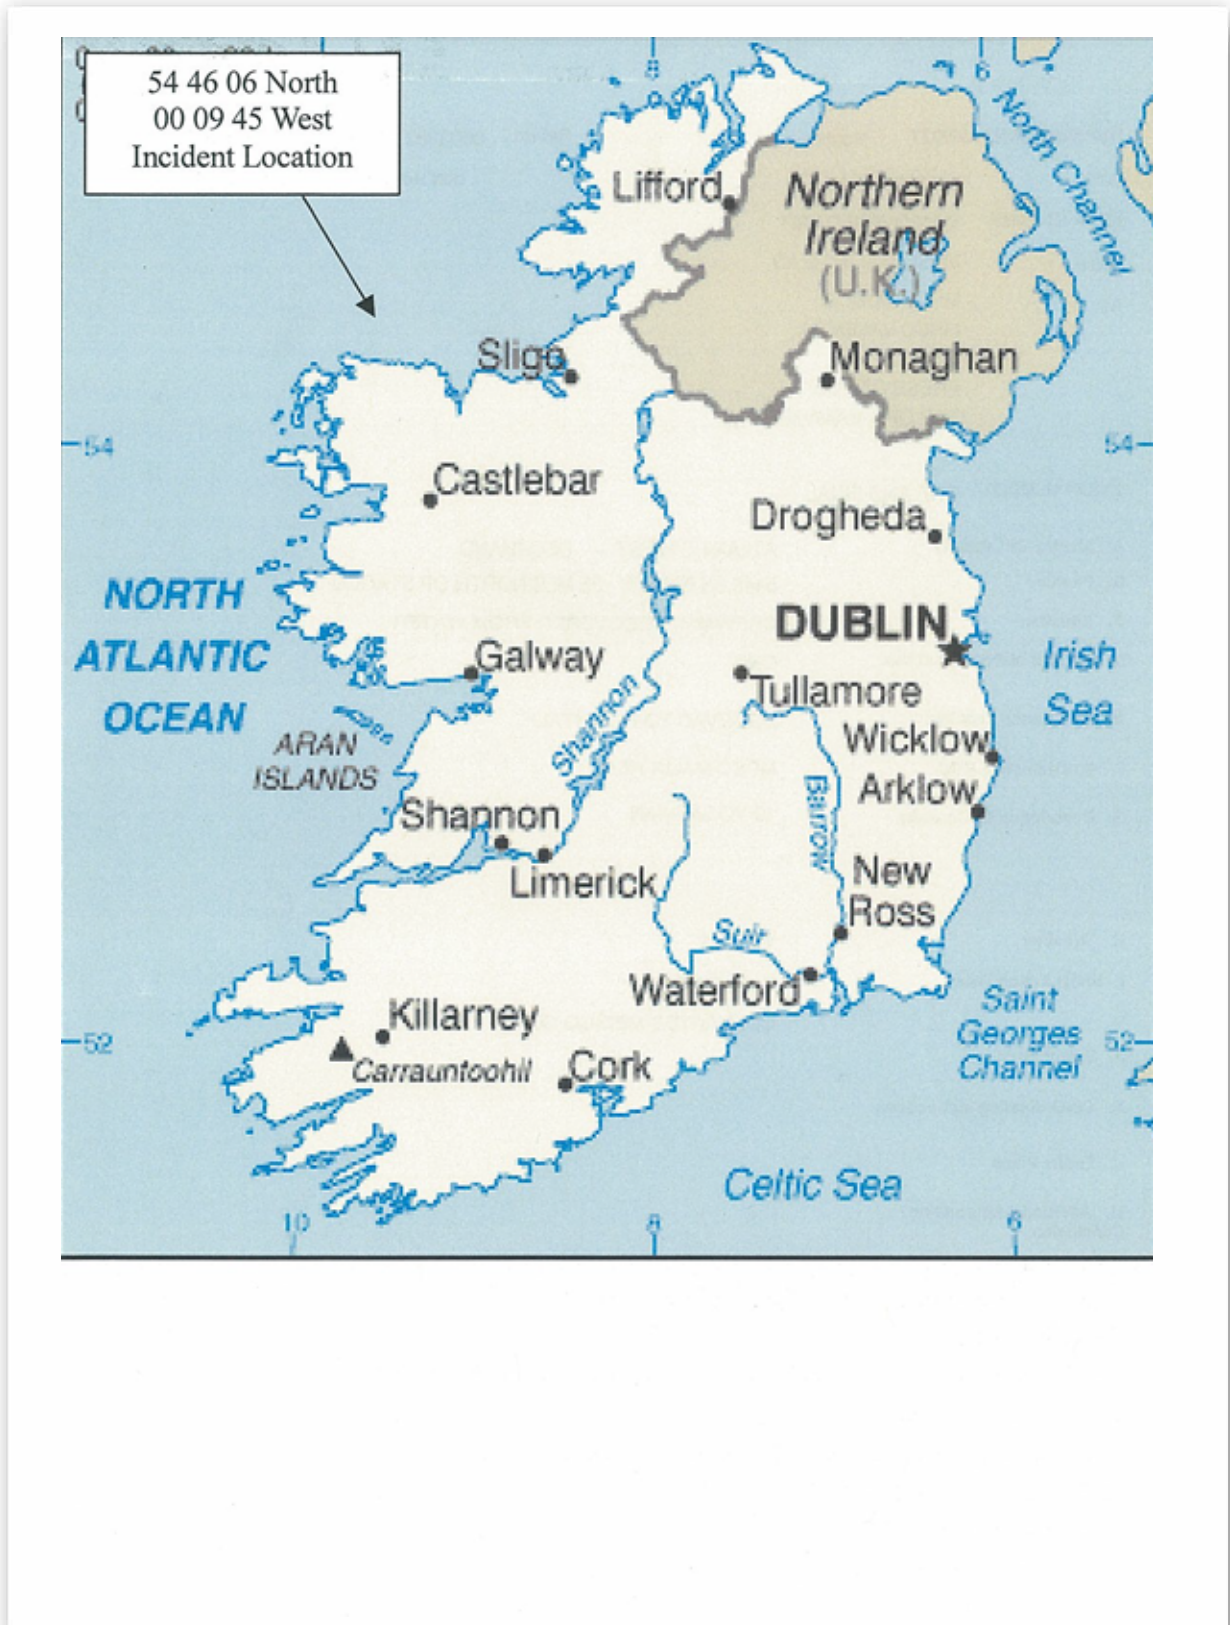 54 46 06 North
00 09 45 West
Incident Location
8
6
North Channel
Lifford
Northern
Ireland
(U.K.)
Sligo
Monaghan
54
54
Castlebar
Drogheda
NORTH
ATLANTIC
OCEAN
DUBLIN
Irish
Sea
Galway
Tullamore
Shannon
ARAN
ISLANDS
Wicklow
Arklow
Barrow
Shannon
Limerick
New
Ross
Suir
Waterford
Saint
Georges
Channel
Killarney
52
52
Carrauntoohil
Cork
Celtic Sea
10
8
6